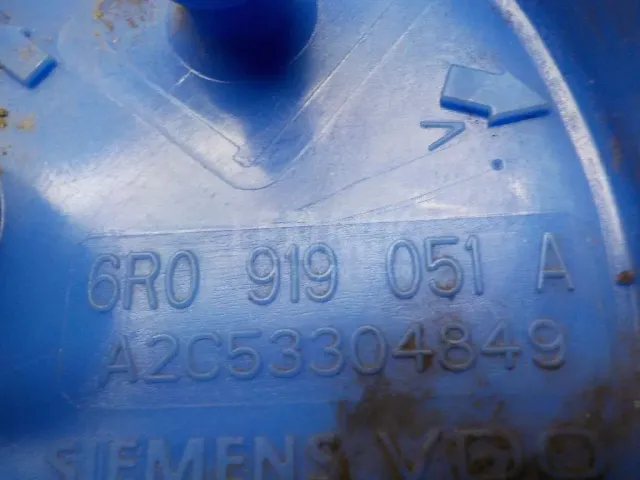 6R0 919 051 A
A2C53304849
SIEMENS VDO